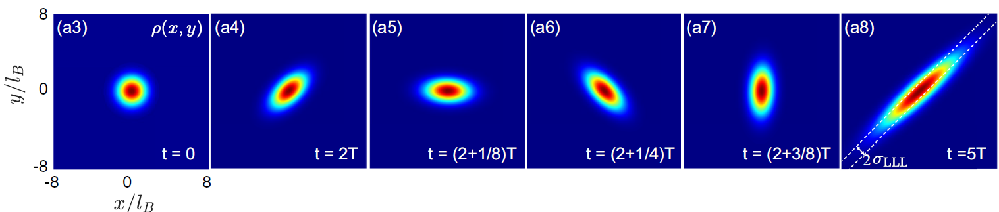 8
y/l_B
0
-8
(a3)
ρ(x, y)
t = 0
(a4)
t = 2T
(a5)
t = (2+1/8)T
(a6)
t = (2+1/4)T
(a7)
t = (2+3/8)T
(a8)
2σ_LLL
t =5T
-8
0
8
x/l_B